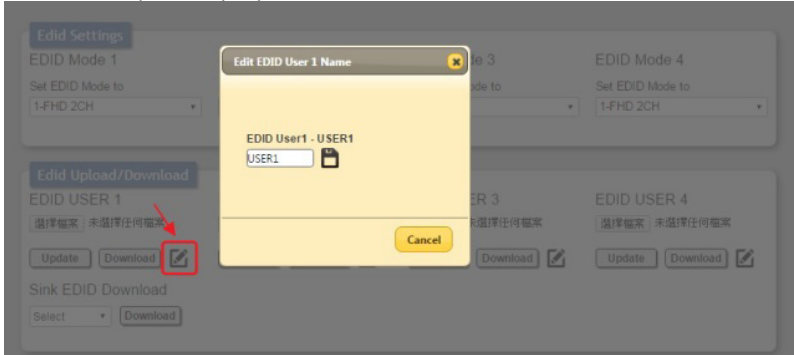 Edid Settings
EDID Mode 1
de 3
EDID Mode 4
Set EDID Mode to
ode to
Set EDID Mode to
1-FHD 2CH
1-FHD 2CH
Edit EDID User 1 Name
EDID User1 - USER1
USER1
Cancel
Edid Upload/Download
EDID USER 1
ER 3
EDID USER 4
選擇檔案 未選擇任何檔案
選擇任何檔案
選擇檔案 未選擇任何檔案
Update Download
Download
Update Download
Sink EDID Download
Select Download